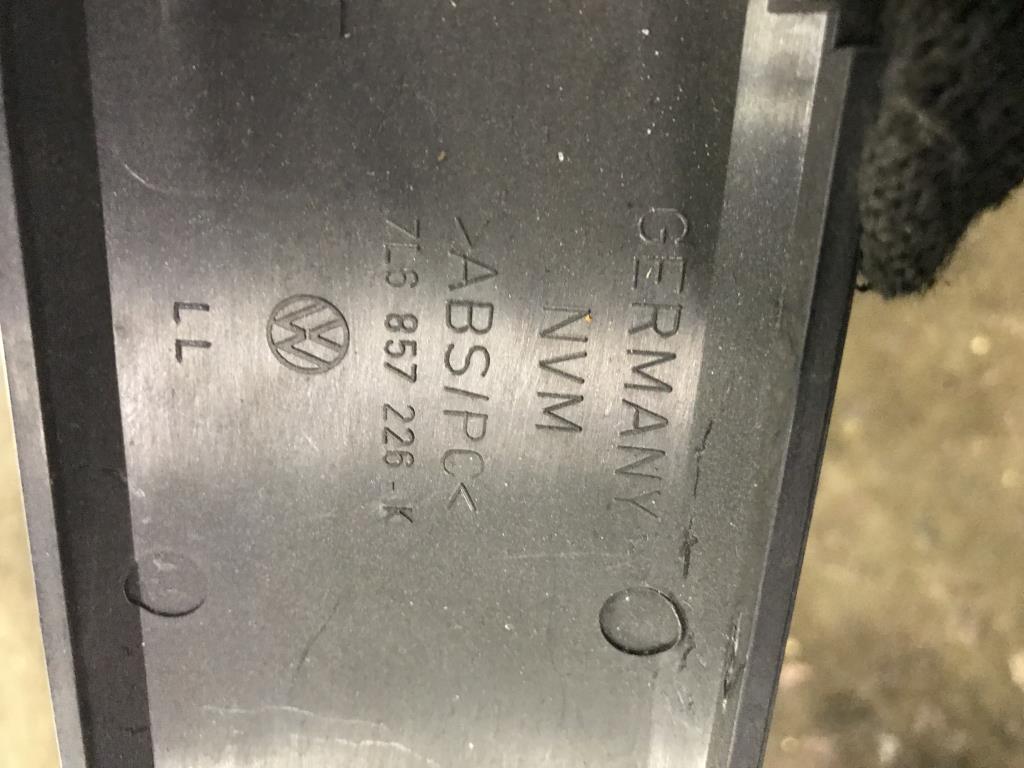 GERMANY
NVM
>ABS/PC<
7L6 857 226-K
LL